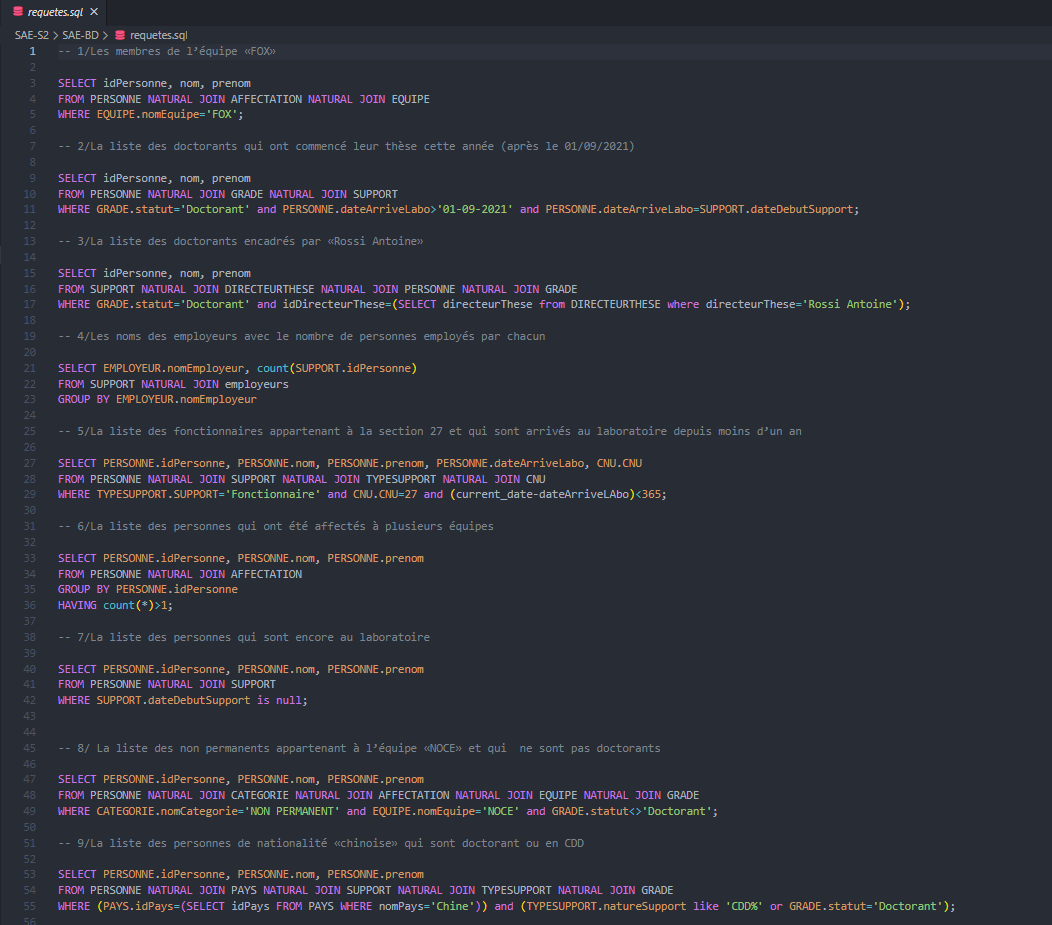 requetes.sql ×
SAE-S2 > SAE-BD > requetes.sql
1 -- 1/Les membres de l’équipe «FOX»
2
3 SELECT idPersonne, nom, prenom
4 FROM PERSONNE NATURAL JOIN AFFECTATION NATURAL JOIN EQUIPE
5 WHERE EQUIPE.nomEquipe='FOX';
6
7 -- 2/La liste des doctorants qui ont commencé leur thèse cette année (après le 01/09/2021)
8
9 SELECT idPersonne, nom, prenom
10 FROM PERSONNE NATURAL JOIN GRADE NATURAL JOIN SUPPORT
11 WHERE GRADE.statut='Doctorant' and PERSONNE.dateArriveLabo>'01-09-2021' and PERSONNE.dateArriveLabo=SUPPORT.dateDebutSupport;
12
13 -- 3/La liste des doctorants encadrés par «Rossi Antoine»
14
15 SELECT idPersonne, nom, prenom
16 FROM SUPPORT NATURAL JOIN DIRECTEURTHESE NATURAL JOIN PERSONNE NATURAL JOIN GRADE
17 WHERE GRADE.statut='Doctorant' and idDirecteurThese=(SELECT directeurThese from DIRECTEURTHESE where directeurThese='Rossi Antoine');
18
19 -- 4/Les noms des employeurs avec le nombre de personnes employés par chacun
20
21 SELECT EMPLOYEUR.nomEmployeur, count(SUPPORT.idPersonne)
22 FROM SUPPORT NATURAL JOIN employeurs
23 GROUP BY EMPLOYEUR.nomEmployeur
24
25 -- 5/La liste des fonctionnaires appartenant à la section 27 et qui sont arrivés au laboratoire depuis moins d’un an
26
27 SELECT PERSONNE.idPersonne, PERSONNE.nom, PERSONNE.prenom, PERSONNE.dateArriveLabo, CNU.CNU
28 FROM PERSONNE NATURAL JOIN SUPPORT NATURAL JOIN TYPESUPPORT NATURAL JOIN CNU
29 WHERE TYPESUPPORT.SUPPORT='Fonctionnaire' and CNU.CNU=27 and (current_date-dateArriveLAbo)<365;
30
31 -- 6/La liste des personnes qui ont été affectés à plusieurs équipes
32
33 SELECT PERSONNE.idPersonne, PERSONNE.nom, PERSONNE.prenom
34 FROM PERSONNE NATURAL JOIN AFFECTATION
35 GROUP BY PERSONNE.idPersonne
36 HAVING count(*)>1;
37
38 -- 7/La liste des personnes qui sont encore au laboratoire
39
40 SELECT PERSONNE.idPersonne, PERSONNE.nom, PERSONNE.prenom
41 FROM PERSONNE NATURAL JOIN SUPPORT
42 WHERE SUPPORT.dateDebutSupport is null;
43
44
45 -- 8/ La liste des non permanents appartenant à l’équipe «NOCE» et qui  ne sont pas doctorants
46
47 SELECT PERSONNE.idPersonne, PERSONNE.nom, PERSONNE.prenom
48 FROM PERSONNE NATURAL JOIN CATEGORIE NATURAL JOIN AFFECTATION NATURAL JOIN EQUIPE NATURAL JOIN GRADE
49 WHERE CATEGORIE.nomCategorie='NON PERMANENT' and EQUIPE.nomEquipe='NOCE' and GRADE.statut<>'Doctorant';
50
51 -- 9/La liste des personnes de nationalité «chinoise» qui sont doctorant ou en CDD
52
53 SELECT PERSONNE.idPersonne, PERSONNE.nom, PERSONNE.prenom
54 FROM PERSONNE NATURAL JOIN PAYS NATURAL JOIN SUPPORT NATURAL JOIN TYPESUPPORT NATURAL JOIN GRADE
55 WHERE (PAYS.idPays=(SELECT idPays FROM PAYS WHERE nomPays='Chine')) and (TYPESUPPORT.natureSupport like 'CDD%' or GRADE.statut='Doctorant');
56